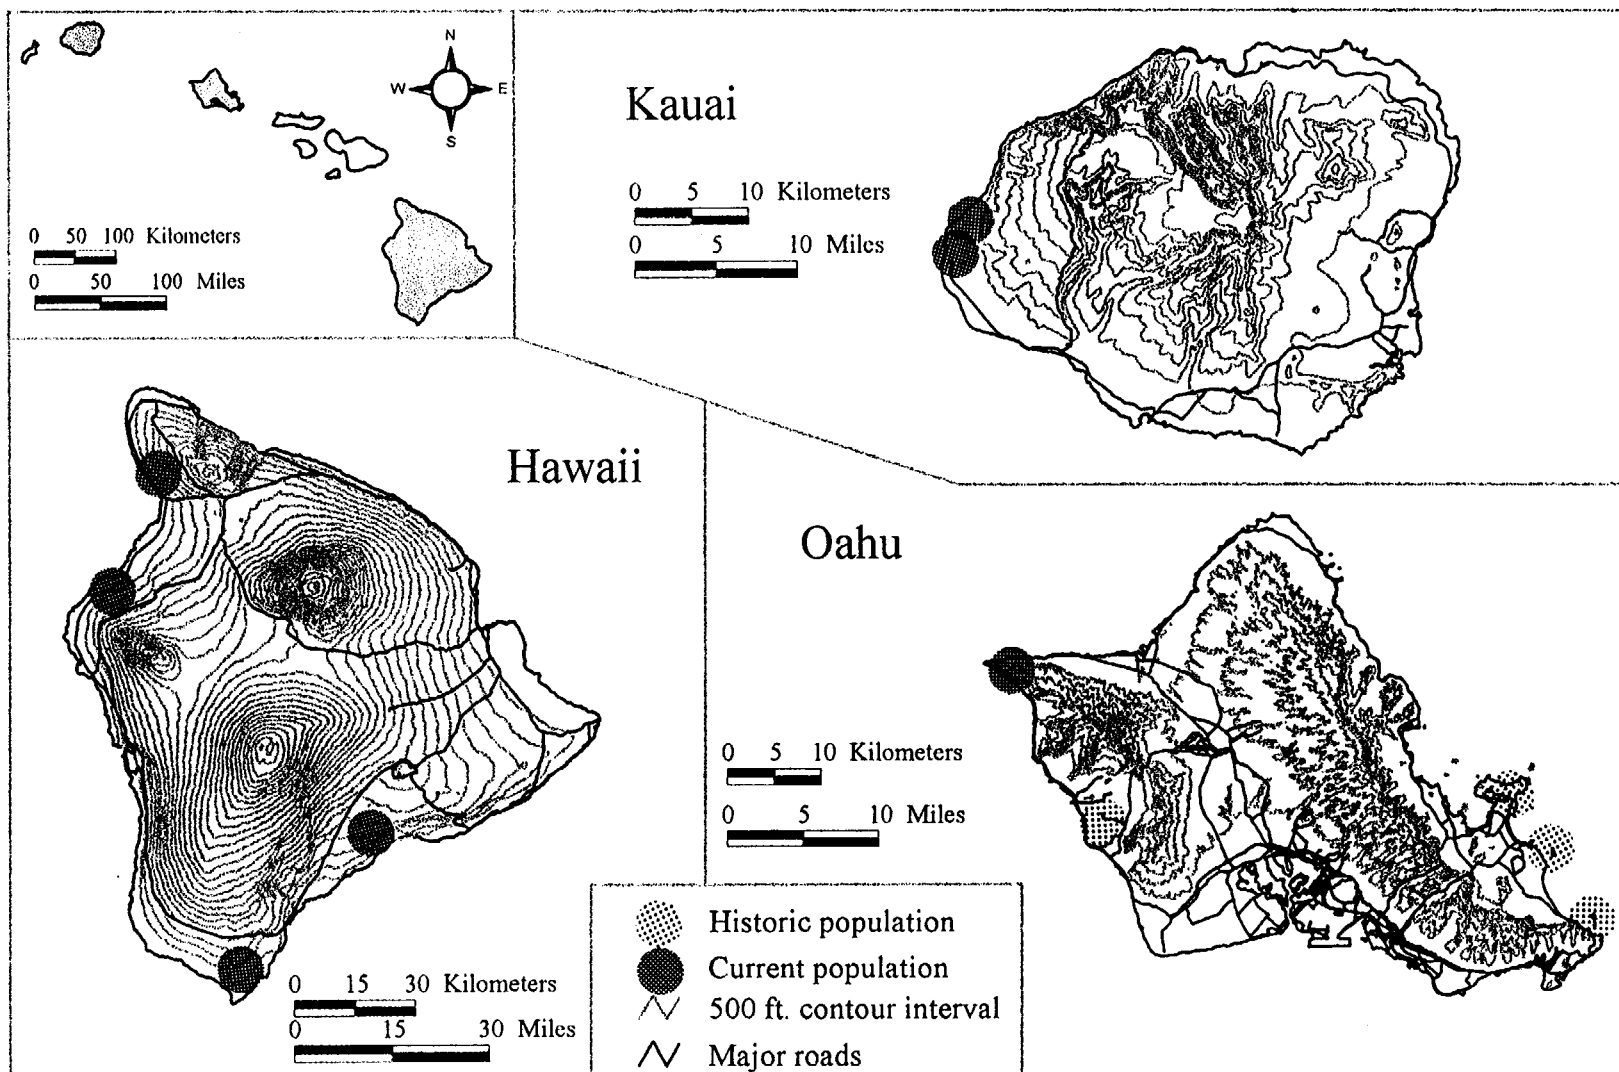 N
W E
S
0 50 100 Kilometers
0 50 100 Miles
Kauai
0 5 10 Kilometers
0 5 10 Miles
Hawaii
0 15 30 Kilometers
0 15 30 Miles
Oahu
0 5 10 Kilometers
0 5 10 Miles
Historic population
Current population
500 ft. contour interval
Major roads